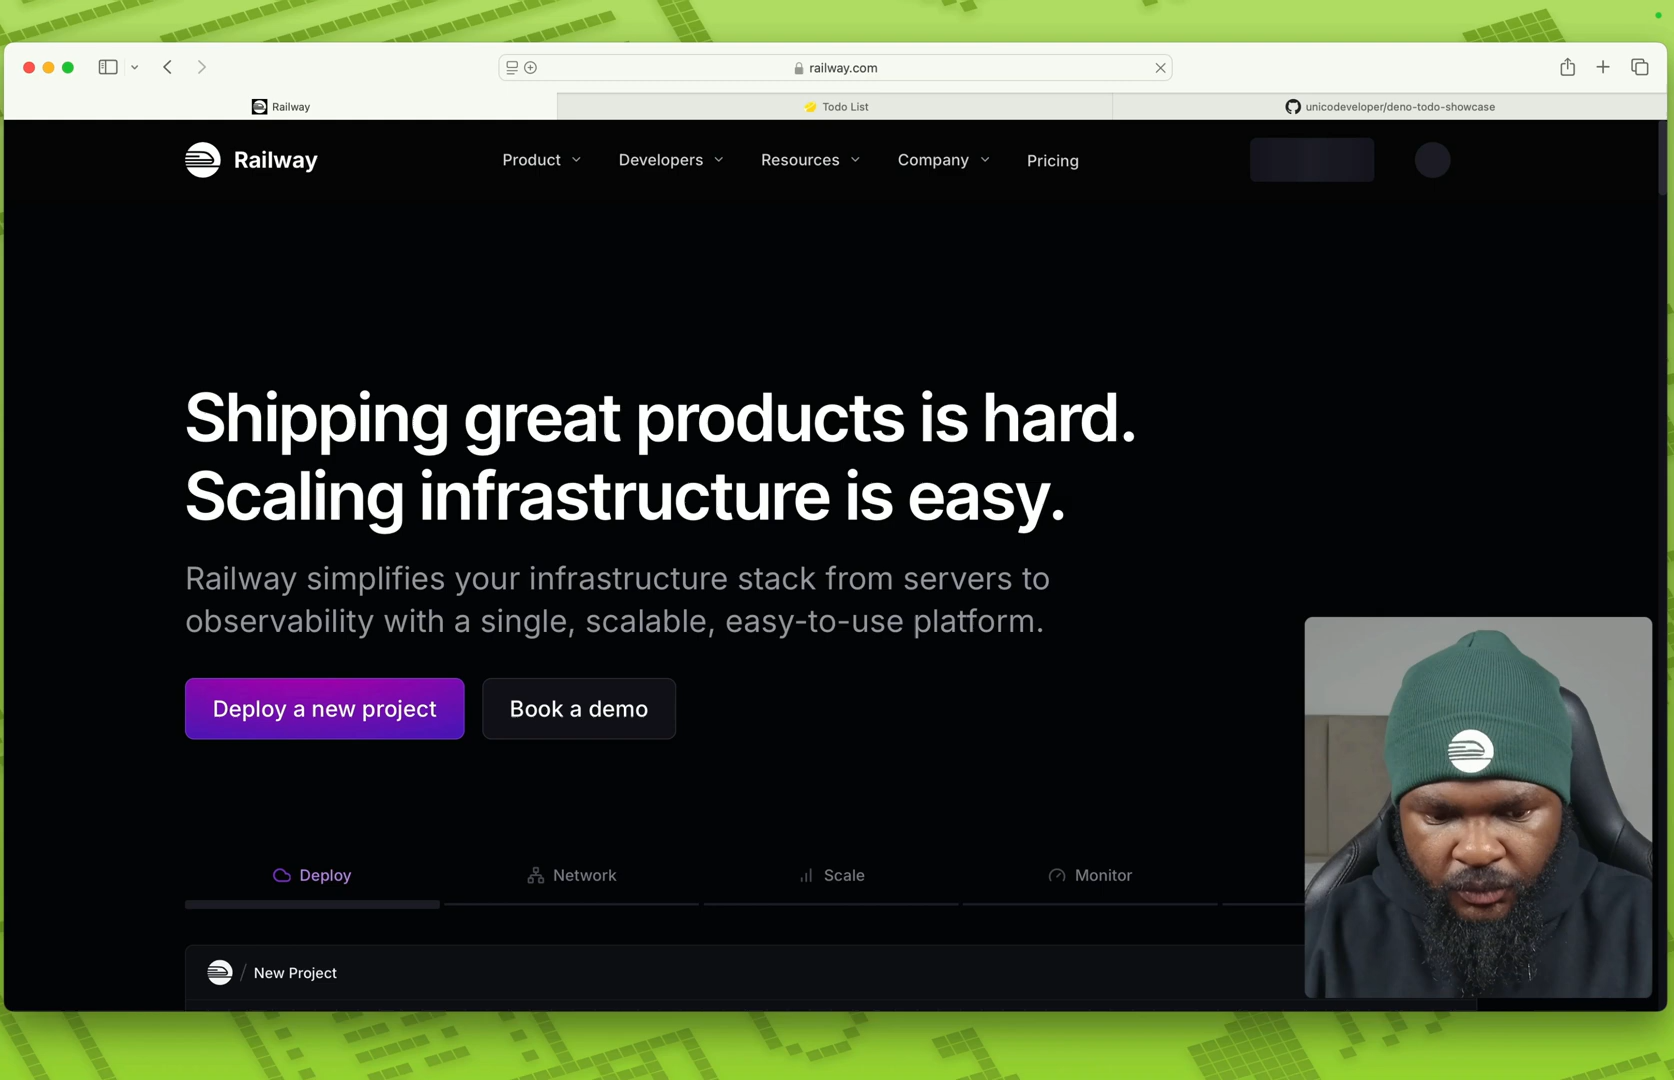 railway.com
Railway
Todo List
unicodeveloper/deno-todo-showcase
Railway
Product
Developers
Resources
Company
Pricing
Shipping great products is hard.
Scaling infrastructure is easy.
Railway simplifies your infrastructure stack from servers to
observability with a single, scalable, easy-to-use platform.
Deploy a new project
Book a demo
Deploy
Network
Scale
Monitor
/ New Project